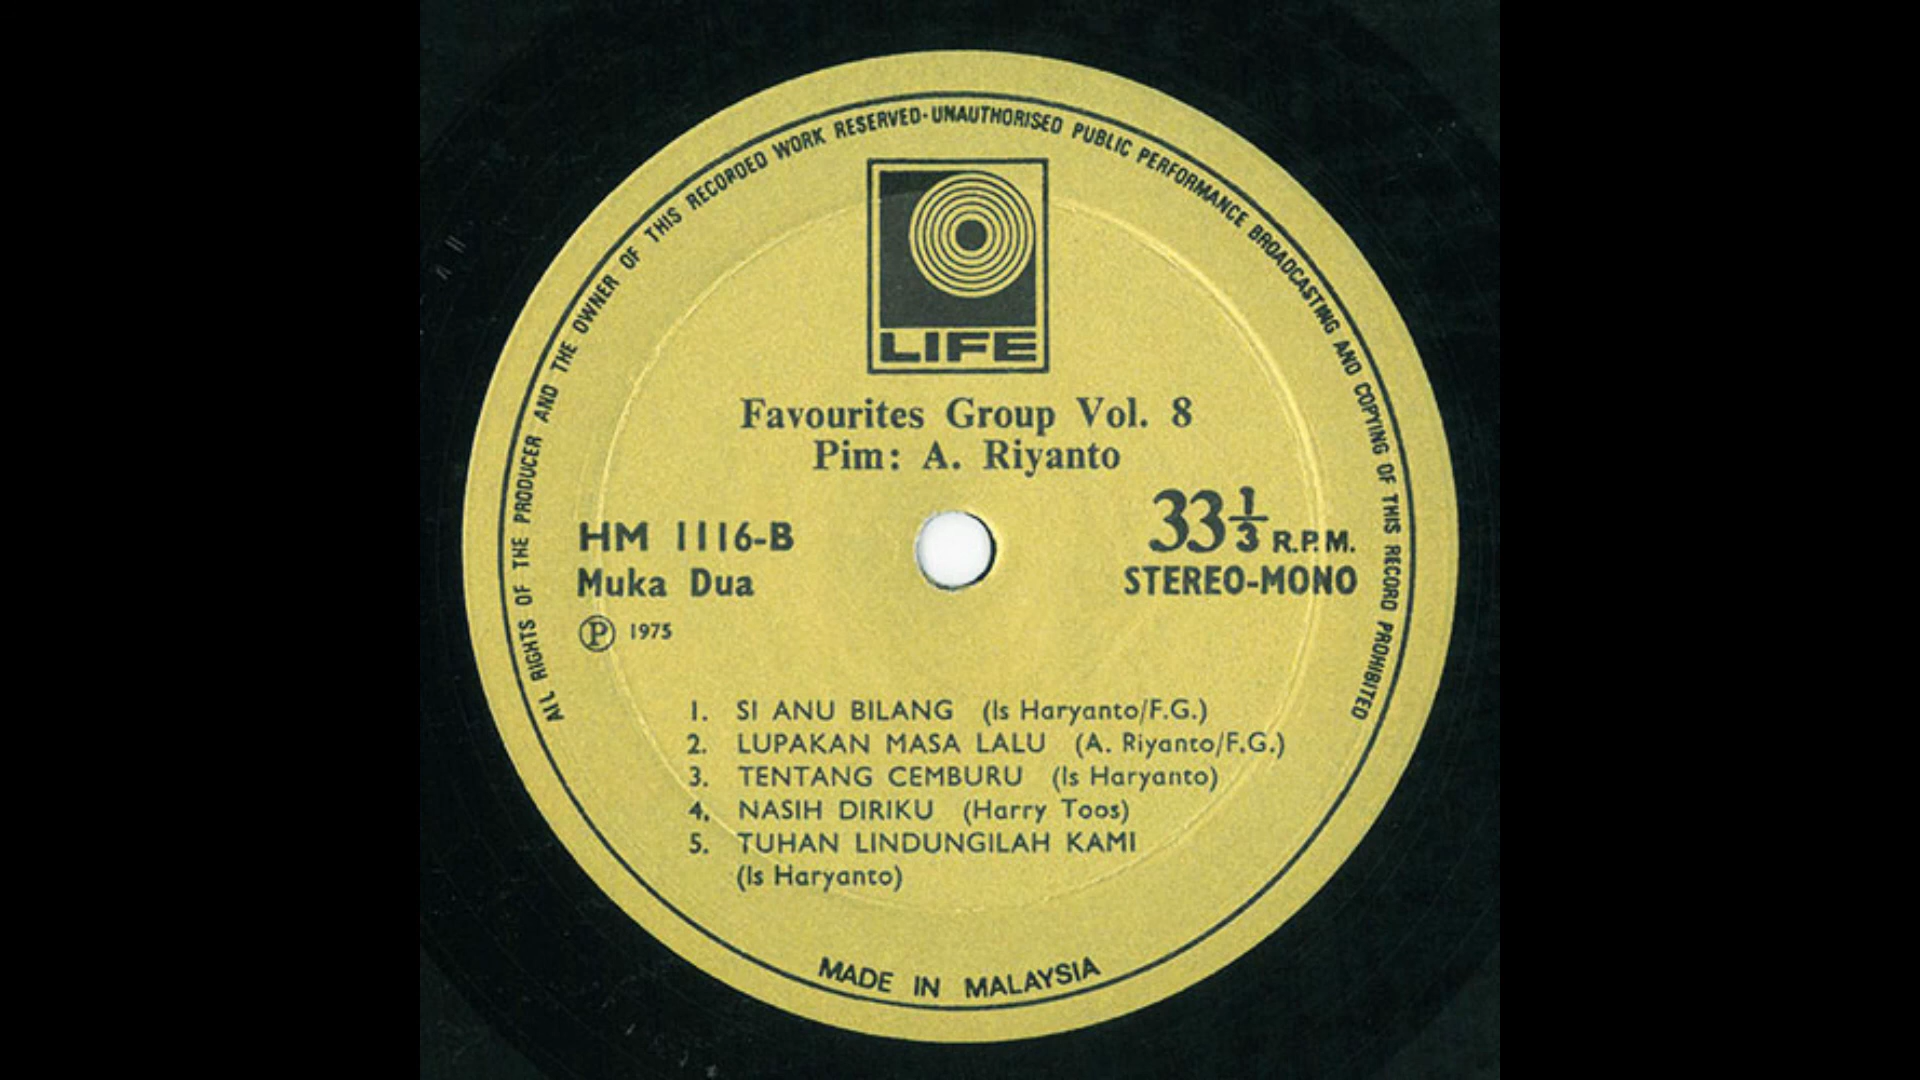 ALL RIGHTS OF THE PRODUCER AND THE OWNER OF THIS RECORDED WORK RESERVED·UNAUTHORISED PUBLIC PERFORMANCE BROADCASTING AND COPYING OF THIS RECORD PROHIBITED
LIFE
Favourites Group Vol. 8
Pim: A. Riyanto
HM 1116-B
Muka Dua
℗ 1975
33 1/3 R.P.M.
STEREO-MONO
1. SI ANU BILANG (Is Haryanto/F.G.)
2. LUPAKAN MASA LALU (A. Riyanto/F.G.)
3. TENTANG CEMBURU (Is Haryanto)
4. NASIH DIRIKU (Harry Toos)
5. TUHAN LINDUNGILAH KAMI
(Is Haryanto)
MADE IN MALAYSIA